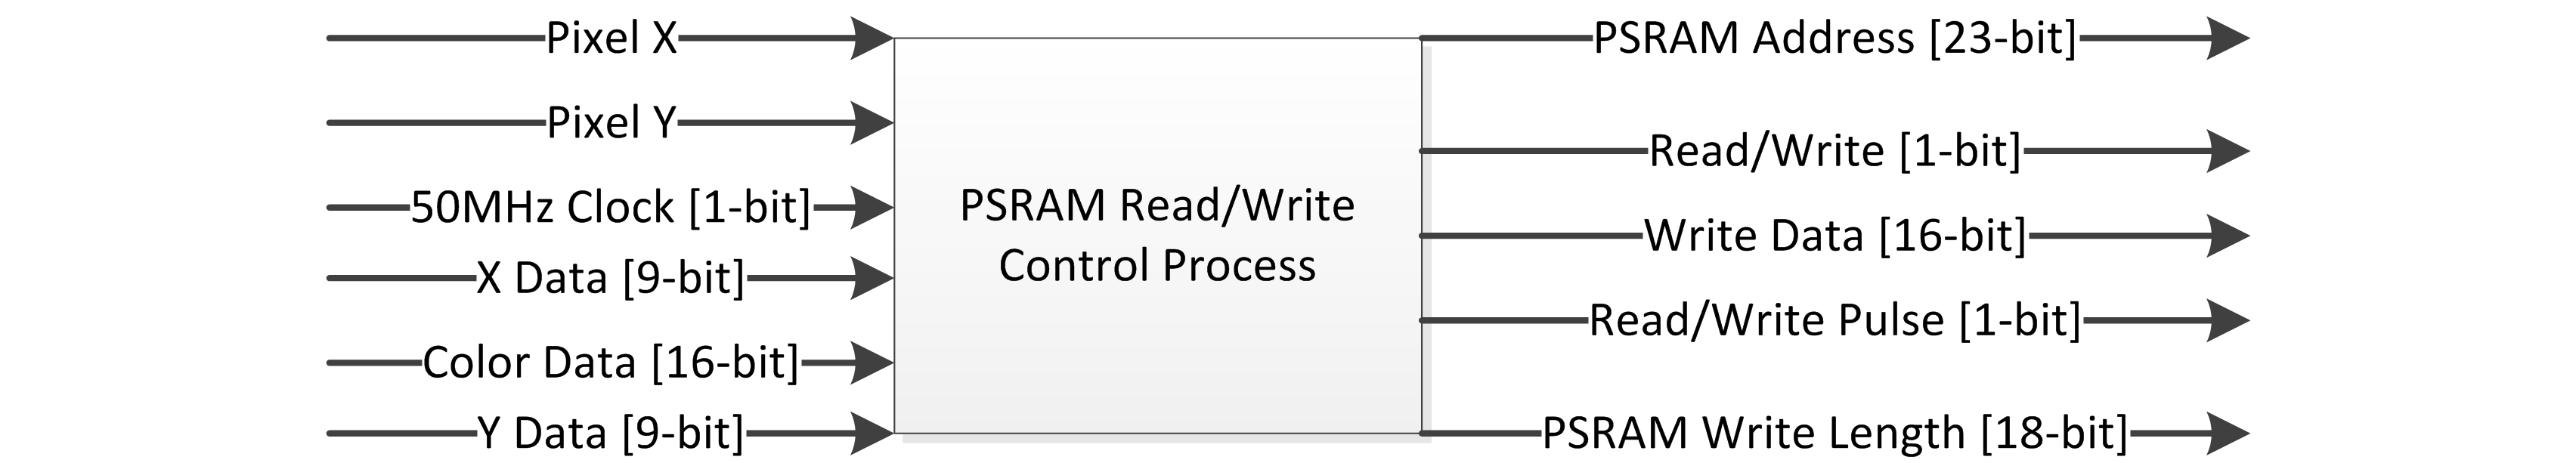 Pixel X
Pixel Y
50MHz Clock [1-bit]
X Data [9-bit]
Color Data [16-bit]
Y Data [9-bit]
PSRAM Read/Write
Control Process
PSRAM Address [23-bit]
Read/Write [1-bit]
Write Data [16-bit]
Read/Write Pulse [1-bit]
PSRAM Write Length [18-bit]